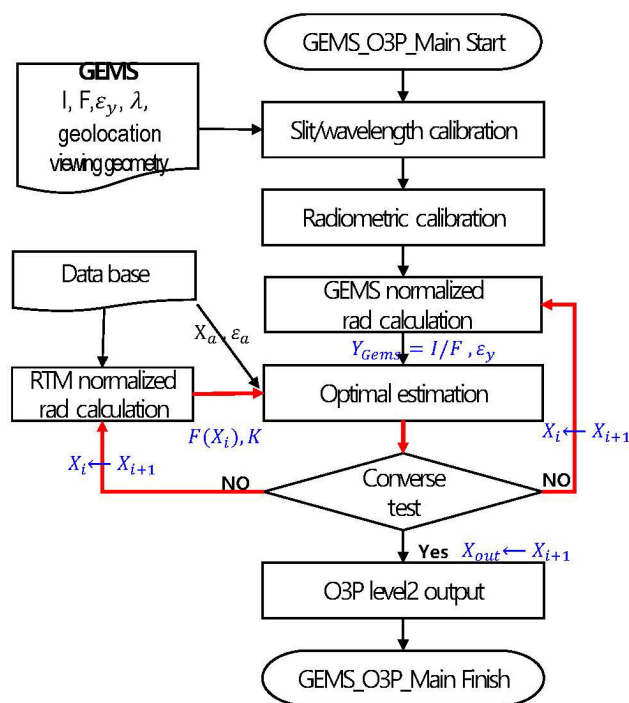 GEMS_O3P_Main Start
GEMS
I, F,ε_y, λ,
geolocation
viewing geometry
Slit/wavelength calibration
Radiometric calibration
Data base
GEMS normalized
rad calculation
X_a, ε_a
Y_Gems = I/F , ε_y
RTM normalized
rad calculation
Optimal estimation
F(X_i), K
X_i ← X_i+1
X_i ← X_i+1
NO
Converse
test
NO
Yes X_out ← X_i+1
O3P level2 output
GEMS_O3P_Main Finish